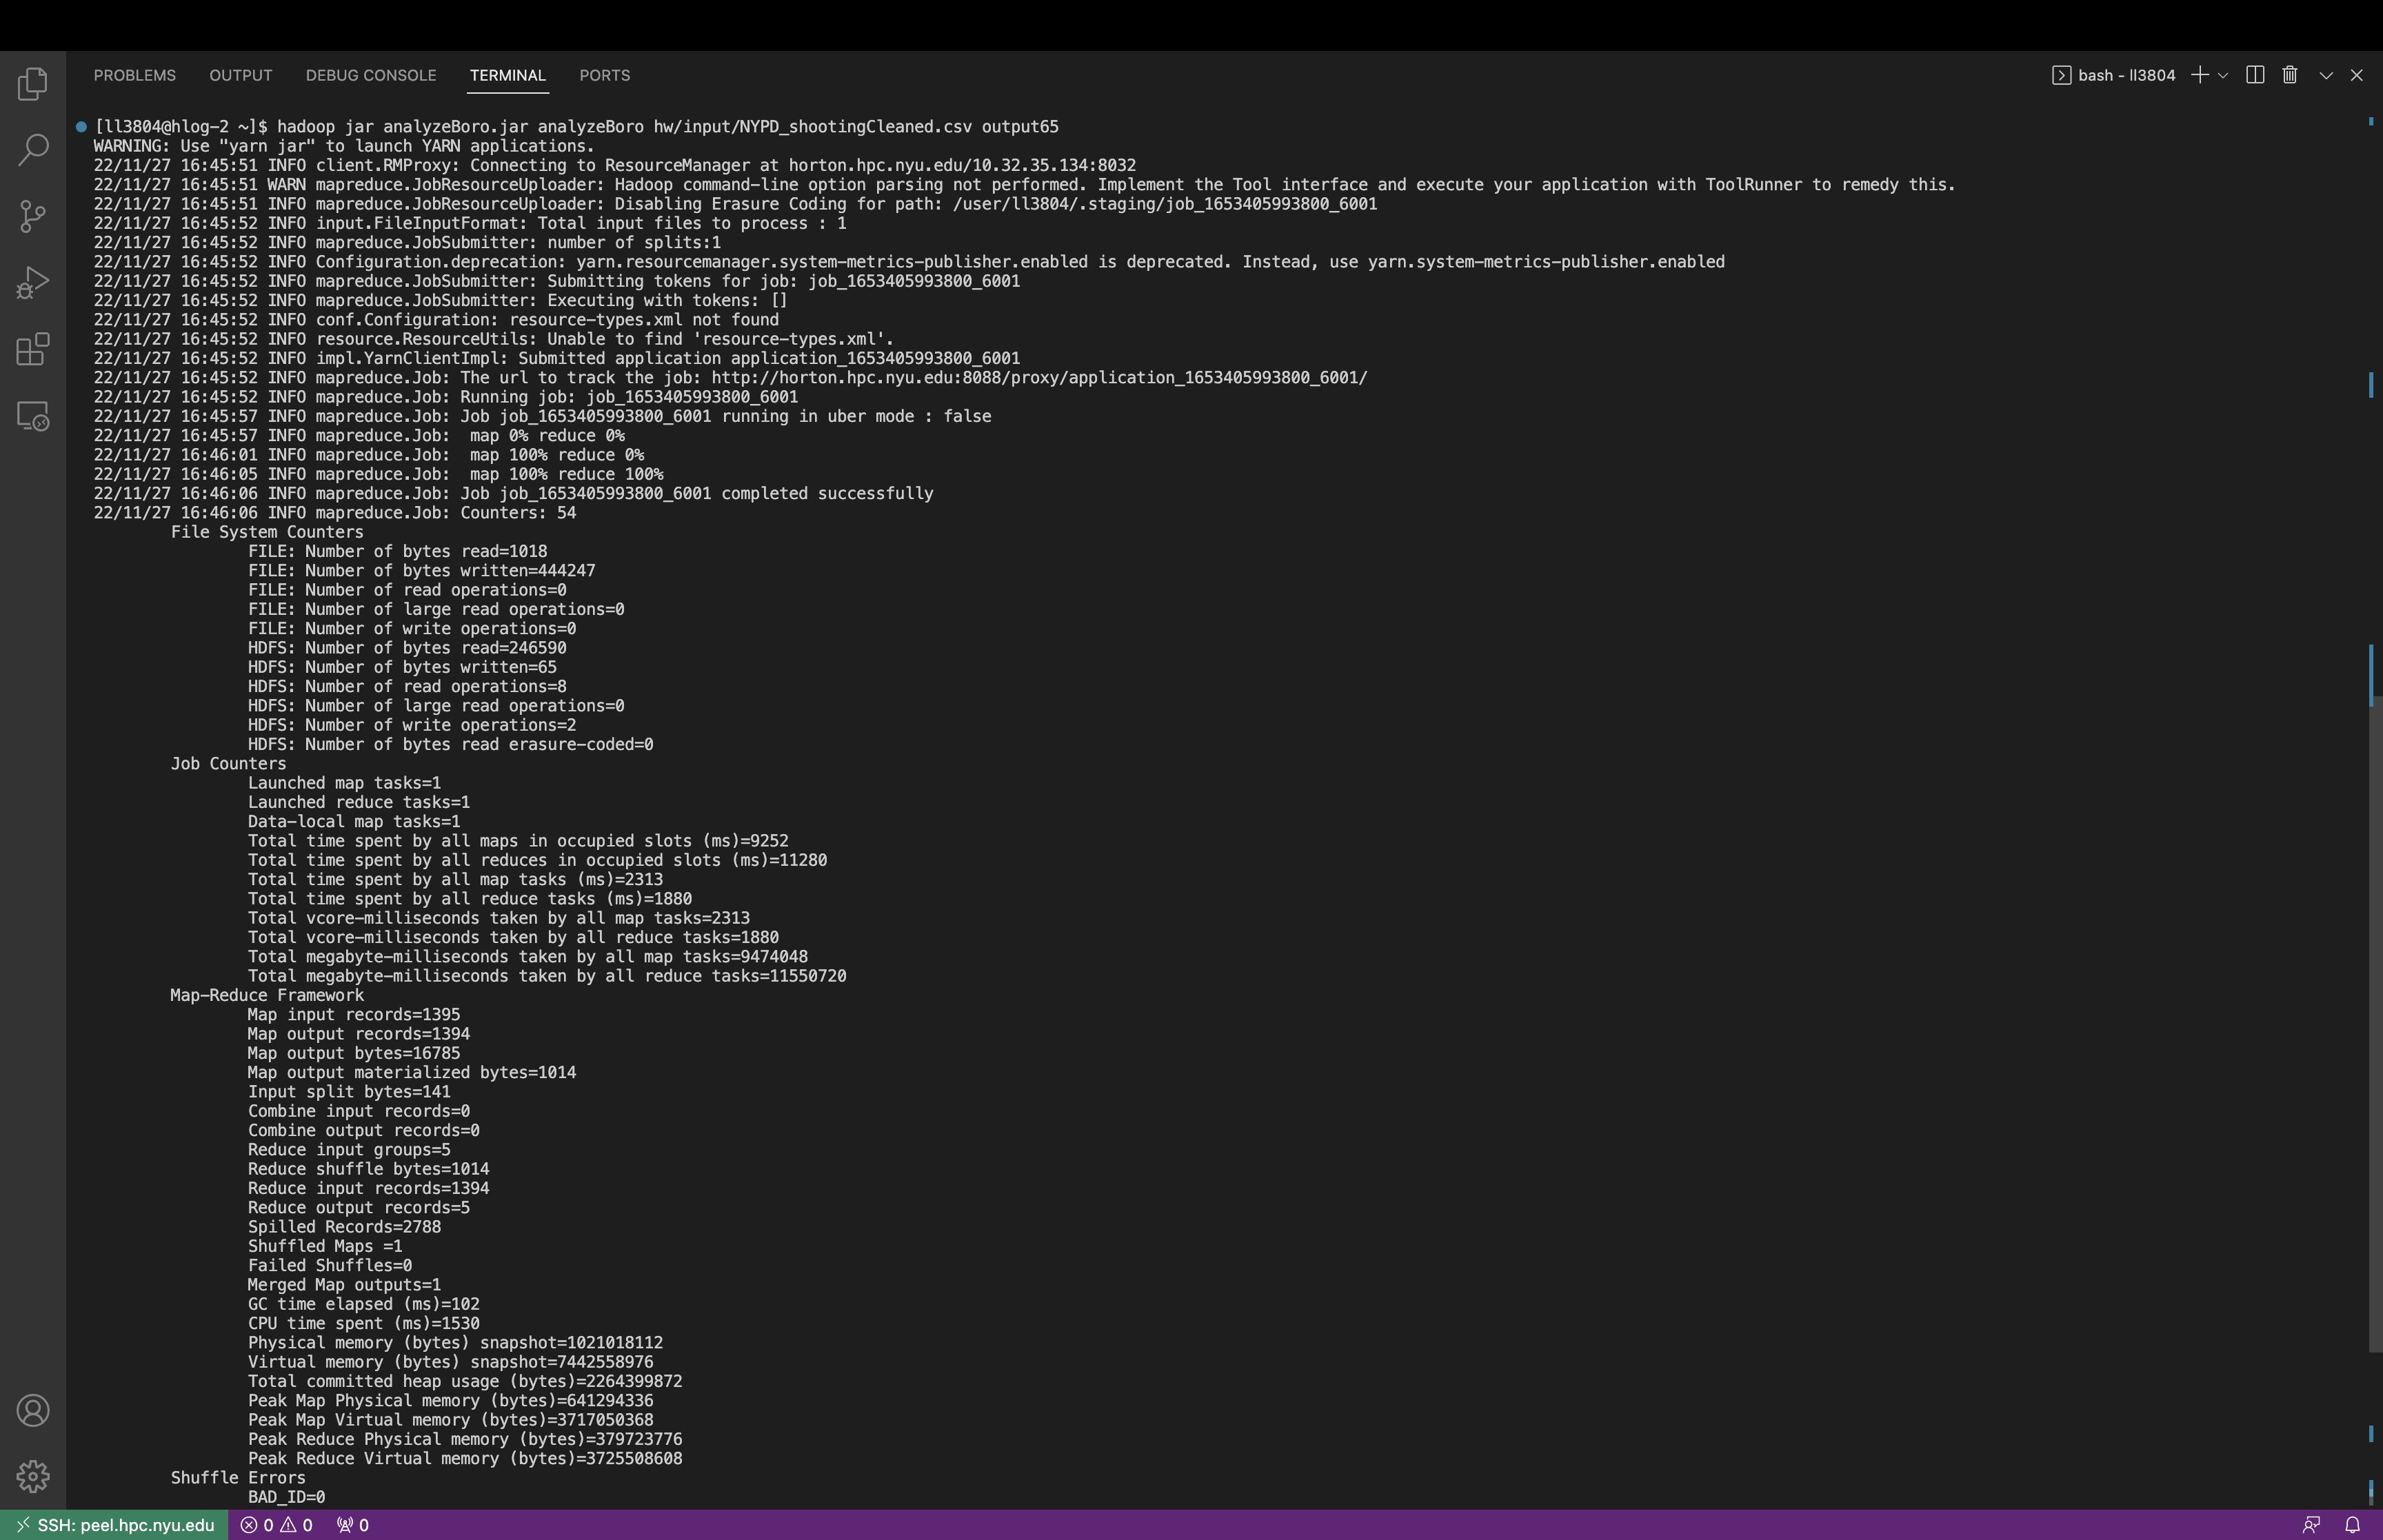 PROBLEMS OUTPUT DEBUG CONSOLE TERMINAL PORTS bash - ll3804
[ll3804@hlog-2 ~]$ hadoop jar analyzeBoro.jar analyzeBoro hw/input/NYPD_shootingCleaned.csv output65
WARNING: Use "yarn jar" to launch YARN applications.
22/11/27 16:45:51 INFO client.RMProxy: Connecting to ResourceManager at horton.hpc.nyu.edu/10.32.35.134:8032
22/11/27 16:45:51 WARN mapreduce.JobResourceUploader: Hadoop command-line option parsing not performed. Implement the Tool interface and execute your application with ToolRunner to remedy this.
22/11/27 16:45:51 INFO mapreduce.JobResourceUploader: Disabling Erasure Coding for path: /user/ll3804/.staging/job_1653405993800_6001
22/11/27 16:45:52 INFO input.FileInputFormat: Total input files to process : 1
22/11/27 16:45:52 INFO mapreduce.JobSubmitter: number of splits:1
22/11/27 16:45:52 INFO Configuration.deprecation: yarn.resourcemanager.system-metrics-publisher.enabled is deprecated. Instead, use yarn.system-metrics-publisher.enabled
22/11/27 16:45:52 INFO mapreduce.JobSubmitter: Submitting tokens for job: job_1653405993800_6001
22/11/27 16:45:52 INFO mapreduce.JobSubmitter: Executing with tokens: []
22/11/27 16:45:52 INFO conf.Configuration: resource-types.xml not found
22/11/27 16:45:52 INFO resource.ResourceUtils: Unable to find 'resource-types.xml'.
22/11/27 16:45:52 INFO impl.YarnClientImpl: Submitted application application_1653405993800_6001
22/11/27 16:45:52 INFO mapreduce.Job: The url to track the job: http://horton.hpc.nyu.edu:8088/proxy/application_1653405993800_6001/
22/11/27 16:45:52 INFO mapreduce.Job: Running job: job_1653405993800_6001
22/11/27 16:45:57 INFO mapreduce.Job: Job job_1653405993800_6001 running in uber mode : false
22/11/27 16:45:57 INFO mapreduce.Job:  map 0% reduce 0%
22/11/27 16:46:01 INFO mapreduce.Job:  map 100% reduce 0%
22/11/27 16:46:05 INFO mapreduce.Job:  map 100% reduce 100%
22/11/27 16:46:06 INFO mapreduce.Job: Job job_1653405993800_6001 completed successfully
22/11/27 16:46:06 INFO mapreduce.Job: Counters: 54
File System Counters
FILE: Number of bytes read=1018
FILE: Number of bytes written=444247
FILE: Number of read operations=0
FILE: Number of large read operations=0
FILE: Number of write operations=0
HDFS: Number of bytes read=246590
HDFS: Number of bytes written=65
HDFS: Number of read operations=8
HDFS: Number of large read operations=0
HDFS: Number of write operations=2
HDFS: Number of bytes read erasure-coded=0
Job Counters
Launched map tasks=1
Launched reduce tasks=1
Data-local map tasks=1
Total time spent by all maps in occupied slots (ms)=9252
Total time spent by all reduces in occupied slots (ms)=11280
Total time spent by all map tasks (ms)=2313
Total time spent by all reduce tasks (ms)=1880
Total vcore-milliseconds taken by all map tasks=2313
Total vcore-milliseconds taken by all reduce tasks=1880
Total megabyte-milliseconds taken by all map tasks=9474048
Total megabyte-milliseconds taken by all reduce tasks=11550720
Map-Reduce Framework
Map input records=1395
Map output records=1394
Map output bytes=16785
Map output materialized bytes=1014
Input split bytes=141
Combine input records=0
Combine output records=0
Reduce input groups=5
Reduce shuffle bytes=1014
Reduce input records=1394
Reduce output records=5
Spilled Records=2788
Shuffled Maps =1
Failed Shuffles=0
Merged Map outputs=1
GC time elapsed (ms)=102
CPU time spent (ms)=1530
Physical memory (bytes) snapshot=1021018112
Virtual memory (bytes) snapshot=7442558976
Total committed heap usage (bytes)=2264399872
Peak Map Physical memory (bytes)=641294336
Peak Map Virtual memory (bytes)=3717050368
Peak Reduce Physical memory (bytes)=379723776
Peak Reduce Virtual memory (bytes)=3725508608
Shuffle Errors
BAD_ID=0
SSH: peel.hpc.nyu.edu 0 0 0